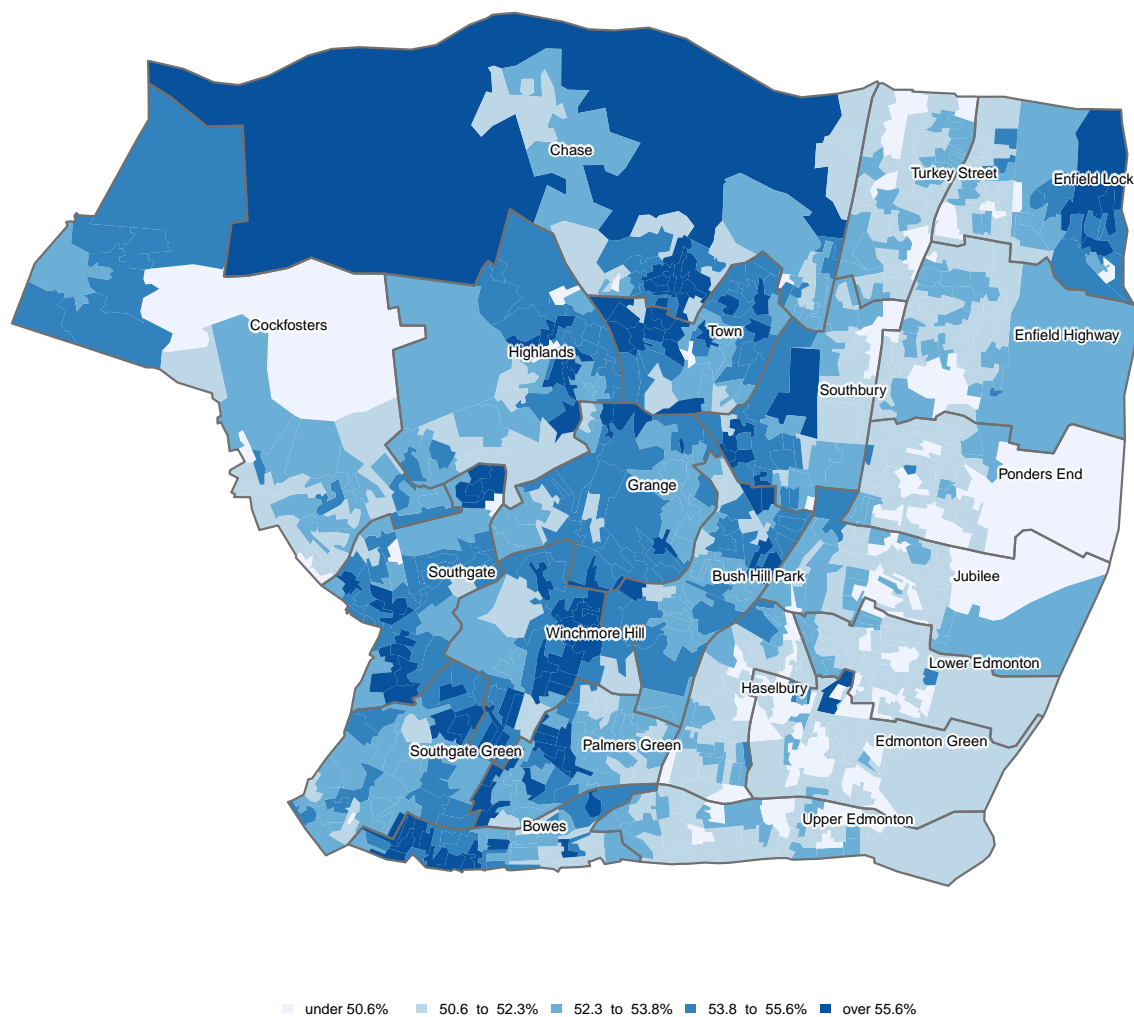 Chase
Turkey Street
Enfield Lock
Cockfosters
Highlands
Town
Enfield Highway
Southbury
Grange
Ponders End
Southgate
Bush Hill Park
Jubilee
Winchmore Hill
Lower Edmonton
Haselbury
Southgate Green
Palmers Green
Edmonton Green
Bowes
Upper Edmonton
under 50.6% 50.6 to 52.3% 52.3 to 53.8% 53.8 to 55.6% over 55.6%